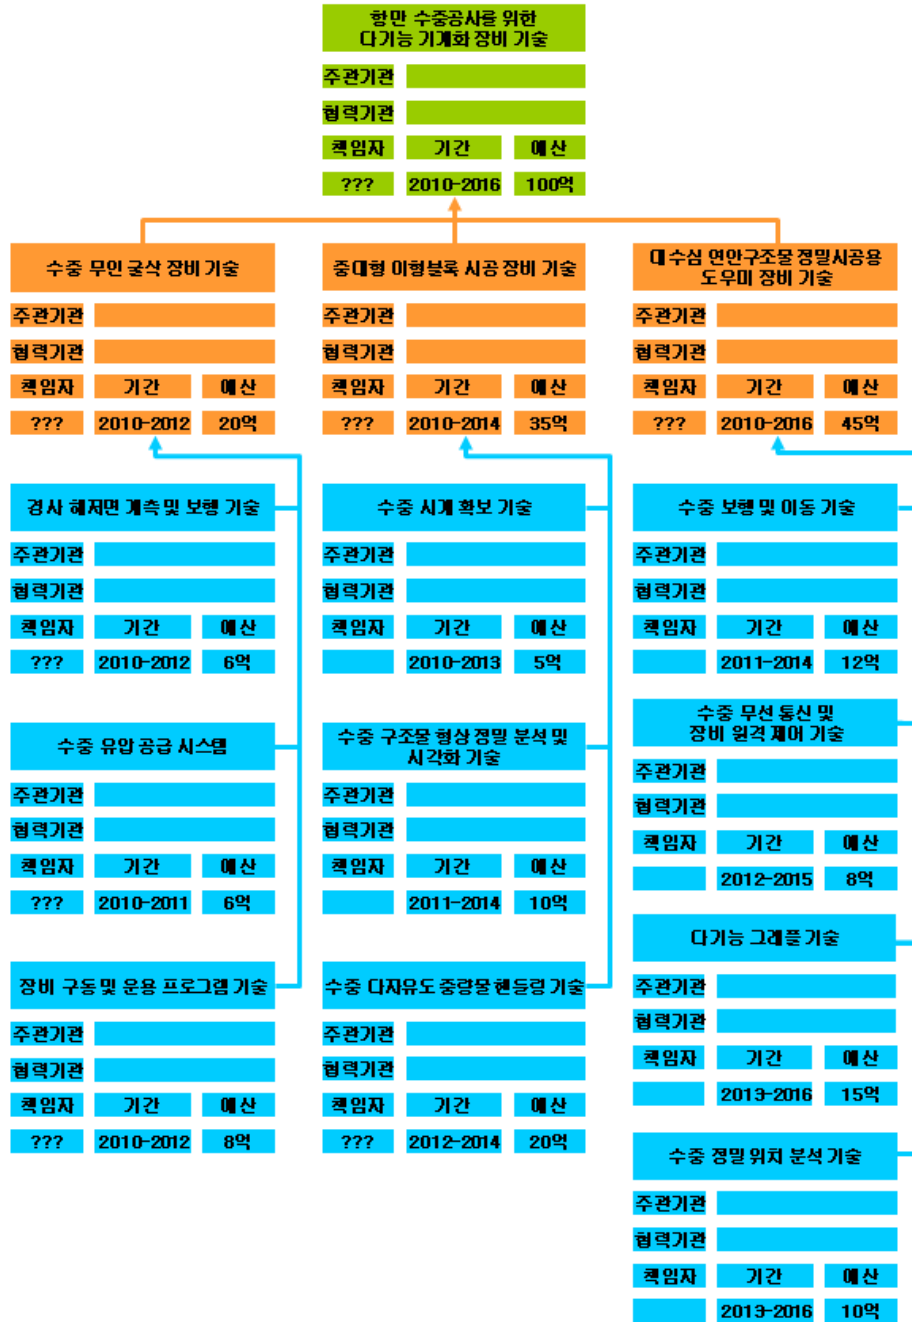 항만 수중공사를 위한
다기능 기계화 장비 기술
주관기관
협력기관
책임자 기간 예산
??? 2010-2016 100억
수중 무인 굴삭 장비 기술
주관기관
협력기관
책임자 기간 예산
??? 2010-2012 20억
중대형 이형블록 시공 장비 기술
주관기관
협력기관
책임자 기간 예산
??? 2010-2014 35억
대수심 연안구조물 정밀시공용
도우미 장비 기술
주관기관
협력기관
책임자 기간 예산
??? 2010-2016 45억
경사 해저면 계측 및 보행 기술
주관기관
협력기관
책임자 기간 예산
??? 2010-2012 6억
수중 유압 공급 시스템
주관기관
협력기관
책임자 기간 예산
??? 2010-2011 6억
장비 구동 및 운용 프로그램 기술
주관기관
협력기관
책임자 기간 예산
??? 2010-2012 8억
수중 시계 확보 기술
주관기관
협력기관
책임자 기간 예산
2010-2013 5억
수중 구조물 형상 정밀 분석 및
시각화 기술
주관기관
협력기관
책임자 기간 예산
2011-2014 10억
수중 다자유도 중량물 핸들링 기술
주관기관
협력기관
책임자 기간 예산
??? 2012-2014 20억
수중 보행 및 이동 기술
주관기관
협력기관
책임자 기간 예산
2011-2014 12억
수중 무선 통신 및
장비 원격 제어 기술
주관기관
협력기관
책임자 기간 예산
2012-2015 8억
다기능 그래플 기술
주관기관
협력기관
책임자 기간 예산
2013-2016 15억
수중 정밀 위치 분석 기술
주관기관
협력기관
책임자 기간 예산
2013-2016 10억